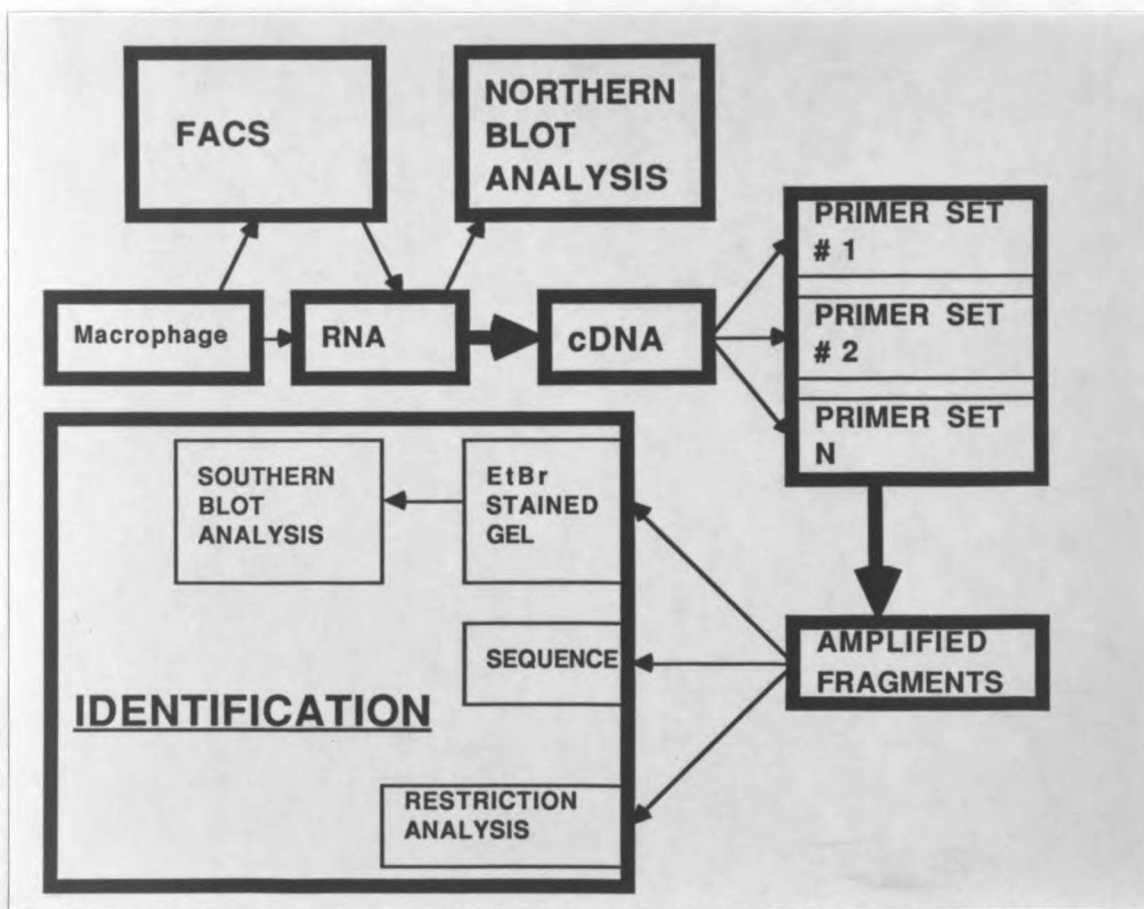 FACS
NORTHERN
BLOT
ANALYSIS
Macrophage
RNA
cDNA
PRIMER SET
# 1
PRIMER SET
# 2
PRIMER SET
N
SOUTHERN
BLOT
ANALYSIS
EtBr
STAINED
GEL
SEQUENCE
IDENTIFICATION
RESTRICTION
ANALYSIS
AMPLIFIED
FRAGMENTS